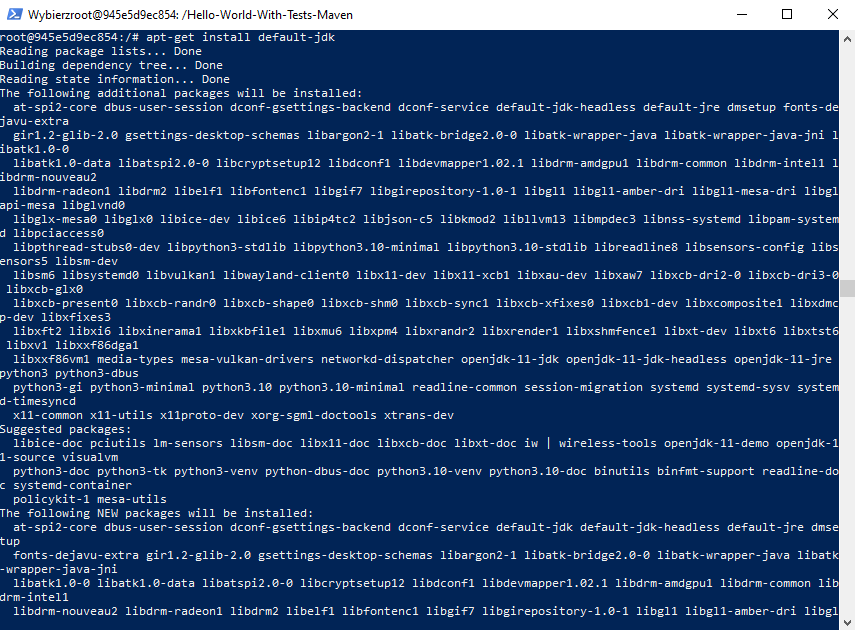 Wybierzroot@945e5d9ec854: /Hello-World-With-Tests-Maven
root@945e5d9ec854:/# apt-get install default-jdk
Reading package lists... Done
Building dependency tree... Done
Reading state information... Done
The following additional packages will be installed:
  at-spi2-core dbus-user-session dconf-gsettings-backend dconf-service default-jdk-headless default-jre dmsetup fonts-de
javu-extra
  gir1.2-glib-2.0 gsettings-desktop-schemas libargon2-1 libatk-bridge2.0-0 libatk-wrapper-java libatk-wrapper-java-jni l
ibatk1.0-0
  libatk1.0-data libatspi2.0-0 libcryptsetup12 libdconf1 libdevmapper1.02.1 libdrm-amdgpu1 libdrm-common libdrm-intel1 l
ibdrm-nouveau2
  libdrm-radeon1 libdrm2 libelf1 libfontenc1 libgif7 libgirepository-1.0-1 libgl1 libgl1-amber-dri libgl1-mesa-dri libgl
api-mesa libglvnd0
  libglx-mesa0 libglx0 libice-dev libice6 libip4tc2 libjson-c5 libkmod2 libllvm13 libmpdec3 libnss-systemd libpam-system
d libpciaccess0
  libpthread-stubs0-dev libpython3-stdlib libpython3.10-minimal libpython3.10-stdlib libreadline8 libsensors-config libs
ensors5 libsm-dev
  libsm6 libsystemd0 libvulkan1 libwayland-client0 libx11-dev libx11-xcb1 libxau-dev libxaw7 libxcb-dri2-0 libxcb-dri3-0
 libxcb-glx0
  libxcb-present0 libxcb-randr0 libxcb-shape0 libxcb-shm0 libxcb-sync1 libxcb-xfixes0 libxcb1-dev libxcomposite1 libxdmc
p-dev libxfixes3
  libxft2 libxi6 libxinerama1 libxkbfile1 libxmu6 libxpm4 libxrandr2 libxrender1 libxshmfence1 libxt-dev libxt6 libxtst6
 libxv1 libxxf86dga1
  libxxf86vm1 media-types mesa-vulkan-drivers networkd-dispatcher openjdk-11-jdk openjdk-11-jdk-headless openjdk-11-jre
python3 python3-dbus
  python3-gi python3-minimal python3.10 python3.10-minimal readline-common session-migration systemd systemd-sysv system
d-timesyncd
  x11-common x11-utils x11proto-dev xorg-sgml-doctools xtrans-dev
Suggested packages:
  libice-doc pciutils lm-sensors libsm-doc libx11-doc libxcb-doc libxt-doc iw | wireless-tools openjdk-11-demo openjdk-1
1-source visualvm
  python3-doc python3-tk python3-venv python-dbus-doc python3.10-venv python3.10-doc binutils binfmt-support readline-do
c systemd-container
  policykit-1 mesa-utils
The following NEW packages will be installed:
  at-spi2-core dbus-user-session dconf-gsettings-backend dconf-service default-jdk default-jdk-headless default-jre dmse
tup
  fonts-dejavu-extra gir1.2-glib-2.0 gsettings-desktop-schemas libargon2-1 libatk-bridge2.0-0 libatk-wrapper-java libatk
-wrapper-java-jni
  libatk1.0-0 libatk1.0-data libatspi2.0-0 libcryptsetup12 libdconf1 libdevmapper1.02.1 libdrm-amdgpu1 libdrm-common lib
drm-intel1
  libdrm-nouveau2 libdrm-radeon1 libdrm2 libelf1 libfontenc1 libgif7 libgirepository-1.0-1 libgl1 libgl1-amber-dri libgl